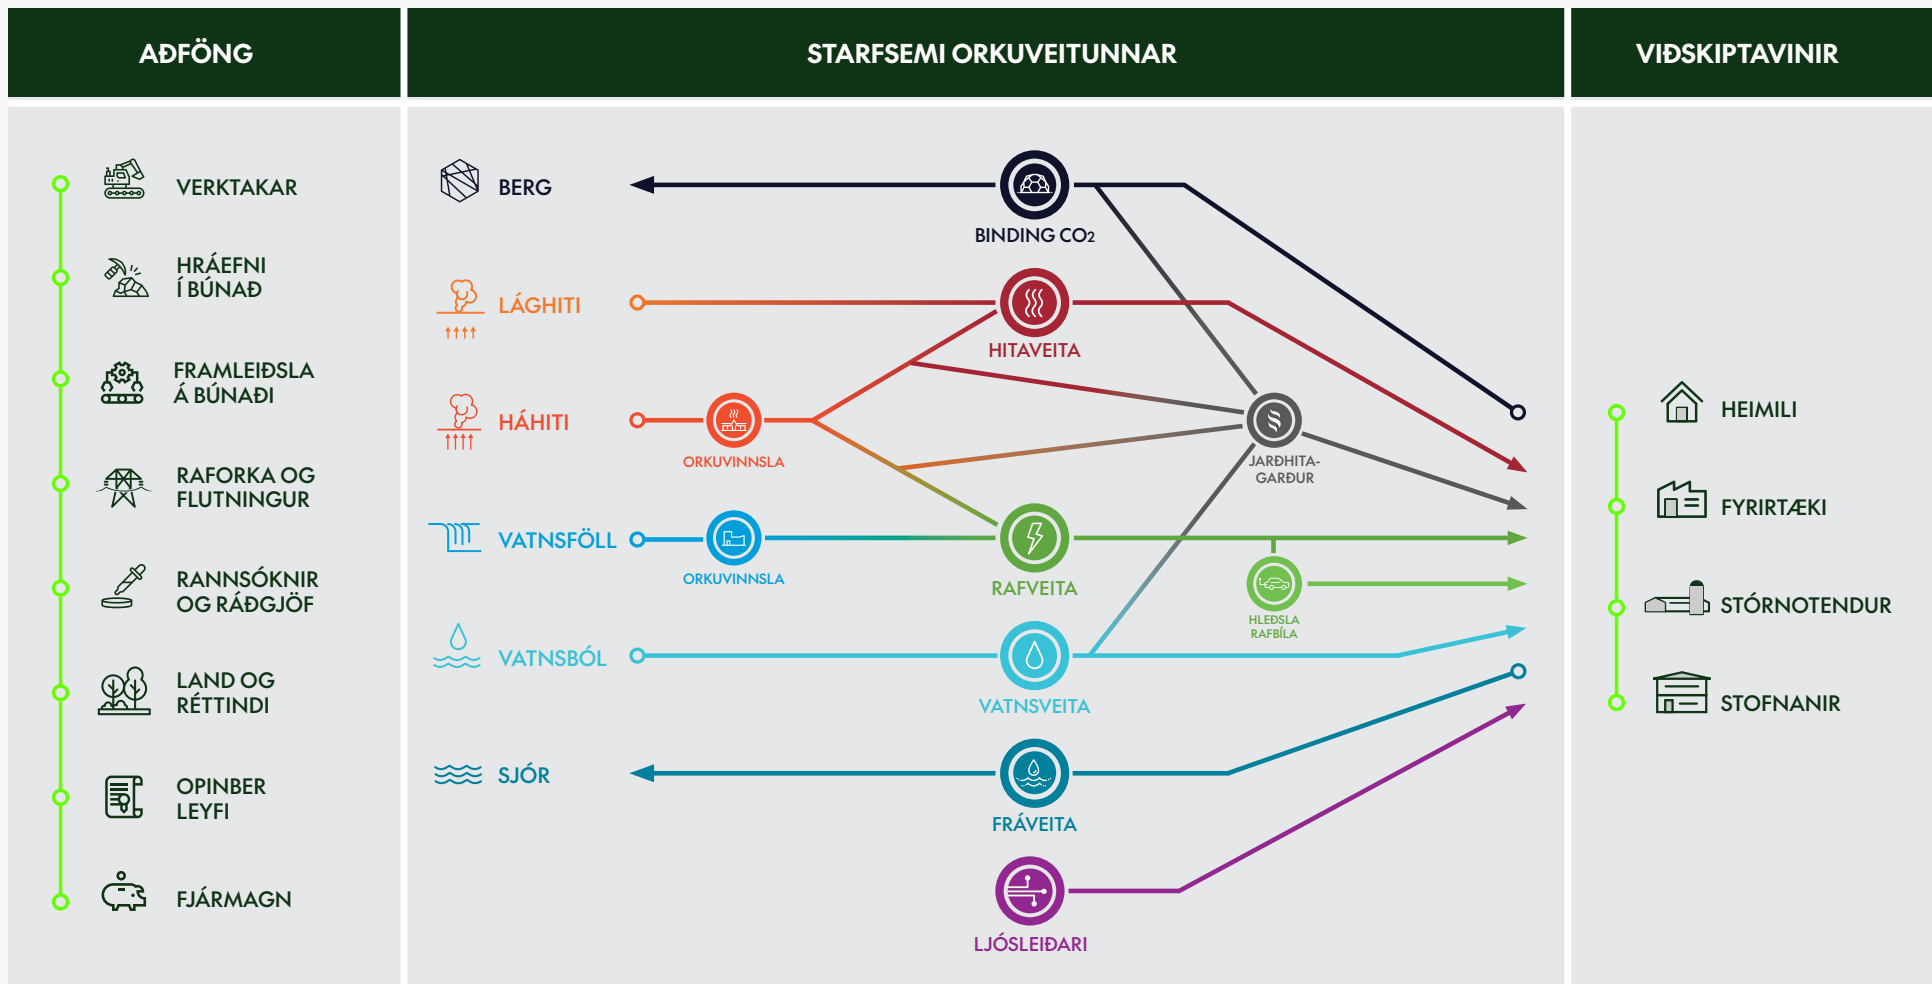 AÐFÖNG
STARFSEMI ORKUVEITUNNAR
VIÐSKIPTAVINIR
VERKTAKAR
HRÁEFNI
Í BÚNAÐ
FRAMLEIÐSLA
Á BÚNAÐI
RAFORKA OG
FLUTNINGUR
RANNSÓKNIR
OG RÁÐGJÖF
LAND OG
RÉTTINDI
OPINBER
LEYFI
FJÁRMAGN
BERG
BINDING CO₂
LÁGHITI
HITAVEITA
HÁHITI
ORKUVINNSLA
JARÐHITA-
GARÐUR
VATNSFÖLL
ORKUVINNSLA
RAFVEITA
HLEÐSLA
RAFBÍLA
VATNSBÓL
VATNSVEITA
SJÓR
FRÁVEITA
LJÓSLEIÐARI
HEIMILI
FYRIRTÆKI
STÓRNOTENDUR
STOFNANIR